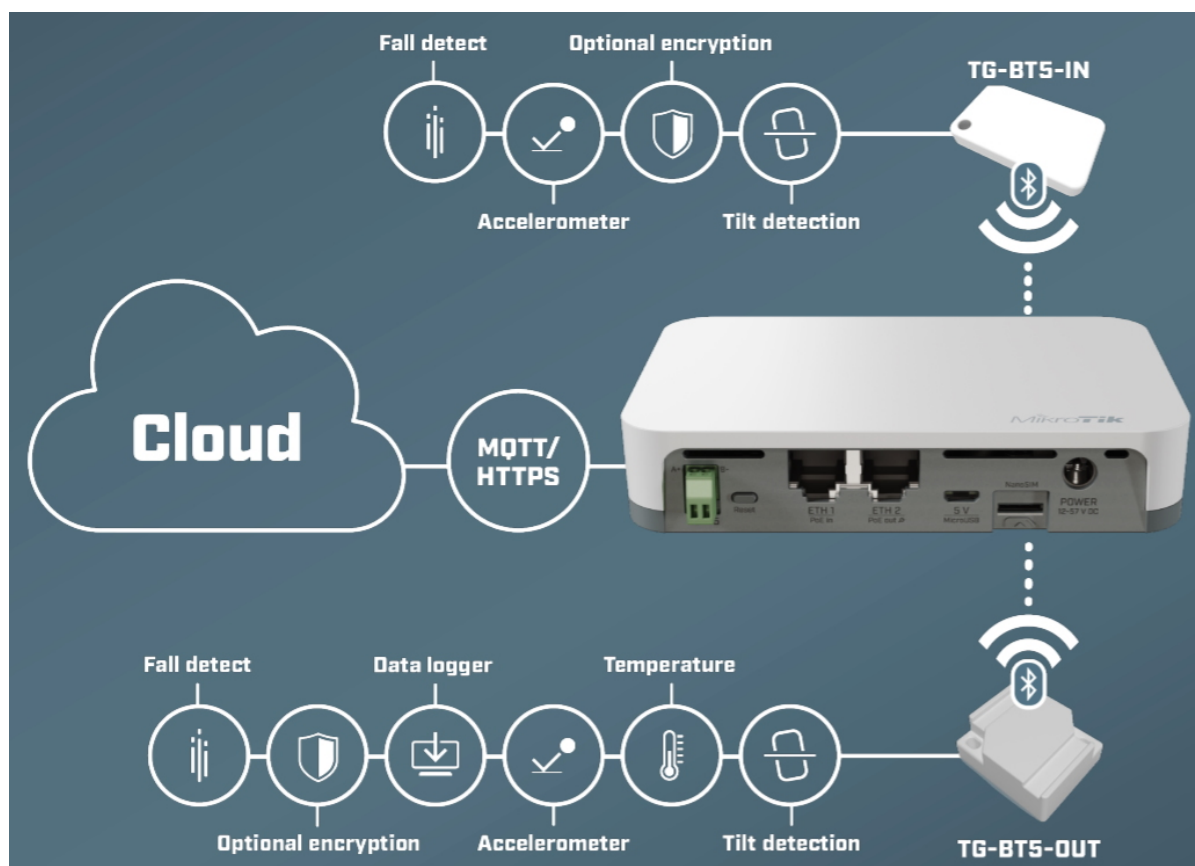 Fall detect
Optional encryption
TG-BT5-IN
Accelerometer
Tilt detection
Cloud
MQTT/
HTTPS
MikroTik
A+
S-
Reset
ETH 1
PoE in
ETH 2
PoE out
5 V
MicroUSB
NanoSIM
POWER
12-57 V DC
Fall detect
Data logger
Temperature
Optional encryption
Accelerometer
Tilt detection
TG-BT5-OUT